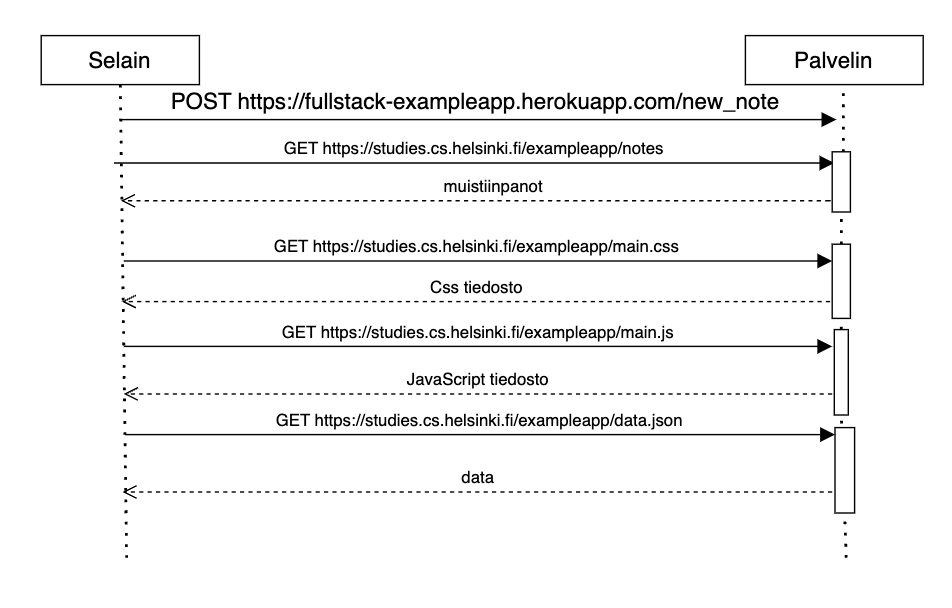 Selain
Palvelin
POST https://fullstack-exampleapp.herokuapp.com/new_note
GET https://studies.cs.helsinki.fi/exampleapp/notes
muistiinpanot
GET https://studies.cs.helsinki.fi/exampleapp/main.css
Css tiedosto
GET https://studies.cs.helsinki.fi/exampleapp/main.js
JavaScript tiedosto
GET https://studies.cs.helsinki.fi/exampleapp/data.json
data